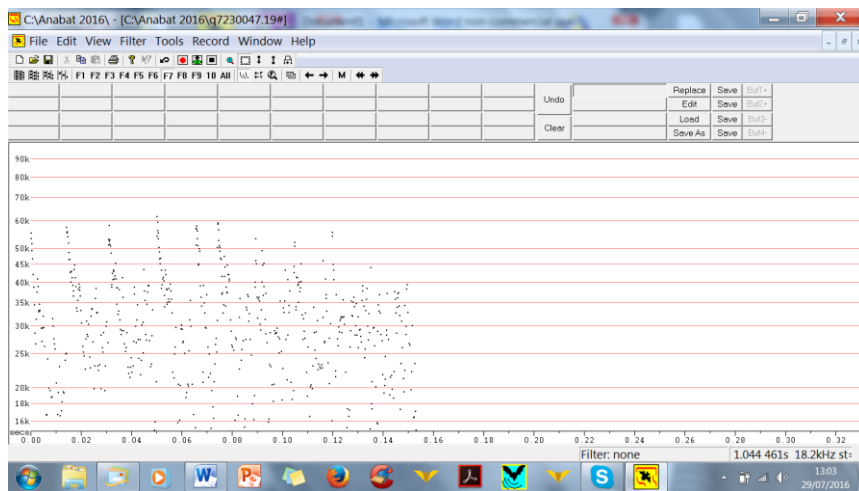 C:\Anabat 2016\ - [C:\Anabat 2016\q7230047.19#]
File Edit View Filter Tools Record Window Help
F1 F2 F3 F4 F5 F6 F7 F8 F9 10 All M
Undo Replace Save Buf1+
Edit Save Buf2+
Clear Load Save Buf3-
Save As Save Buf4-
90k
80k
70k
60k
50k
45k
40k
35k
30k
25k
20k
18k
16k
secs
0.00 0.02 0.04 0.06 0.08 0.10 0.12 0.14 0.16 0.18 0.20 0.22 0.24 0.26 0.28 0.30 0.32
Filter: none 1.044 461s 18.2kHz st=
13:03
29/07/2016